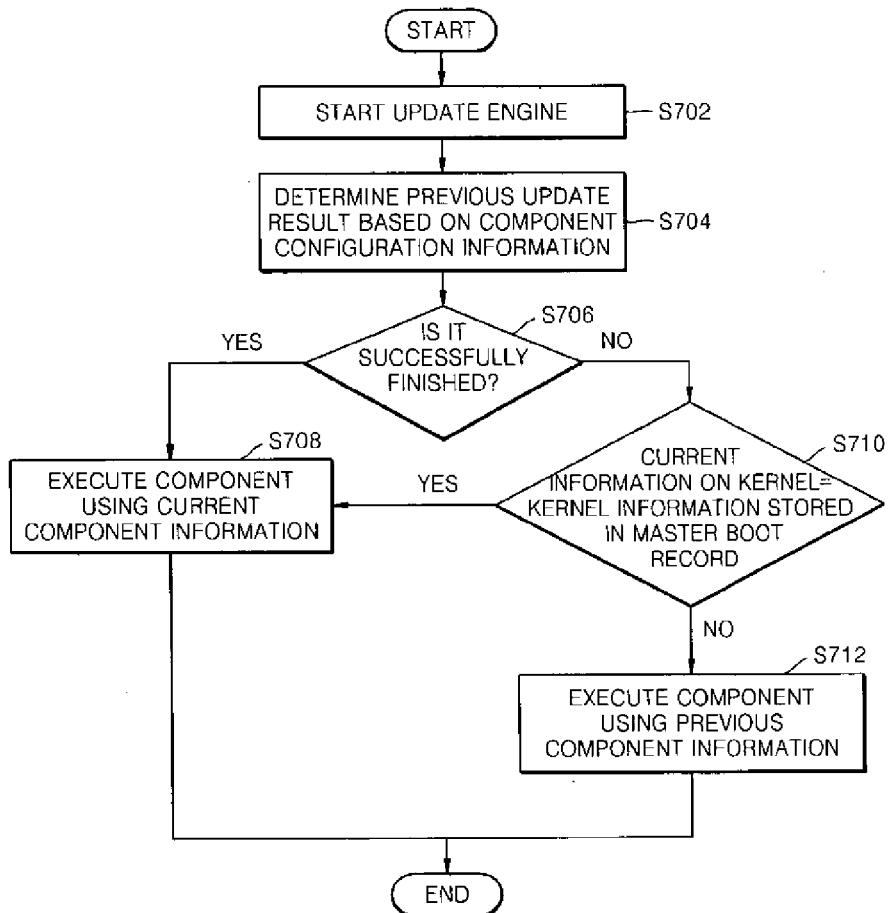 START
START UPDATE ENGINE
S702
DETERMINE PREVIOUS UPDATE
RESULT BASED ON COMPONENT
CONFIGURATION INFORMATION
S704
S706
IS IT
SUCCESSFULLY
FINISHED?
YES
NO
S708
EXECUTE COMPONENT
USING CURRENT
COMPONENT INFORMATION
YES
S710
CURRENT
INFORMATION ON KERNEL=
KERNEL INFORMATION STORED
IN MASTER BOOT
RECORD
NO
S712
EXECUTE COMPONENT
USING PREVIOUS
COMPONENT INFORMATION
END